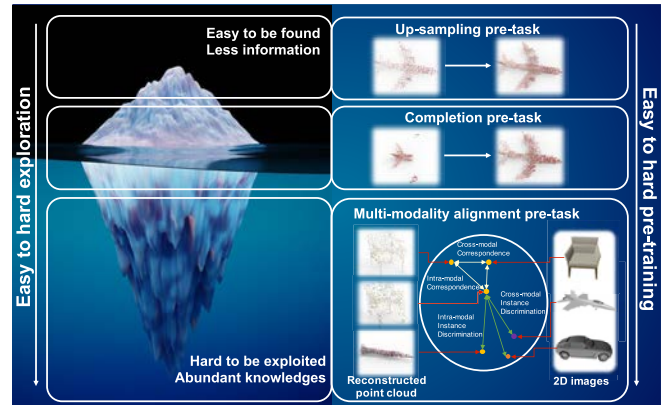 Easy to hard exploration
Easy to be found
Less information
Hard to be exploited
Abundant knowledges
Up-sampling pre-task
Completion pre-task
Multi-modality alignment pre-task
Cross-modal
Correspondence
Intra-modal
Correspondence
Cross-modal
Instance
Discrimination
Intra-modal
Instance
Discrimination
Reconstructed
point cloud
2D images
Easy to hard pre-training